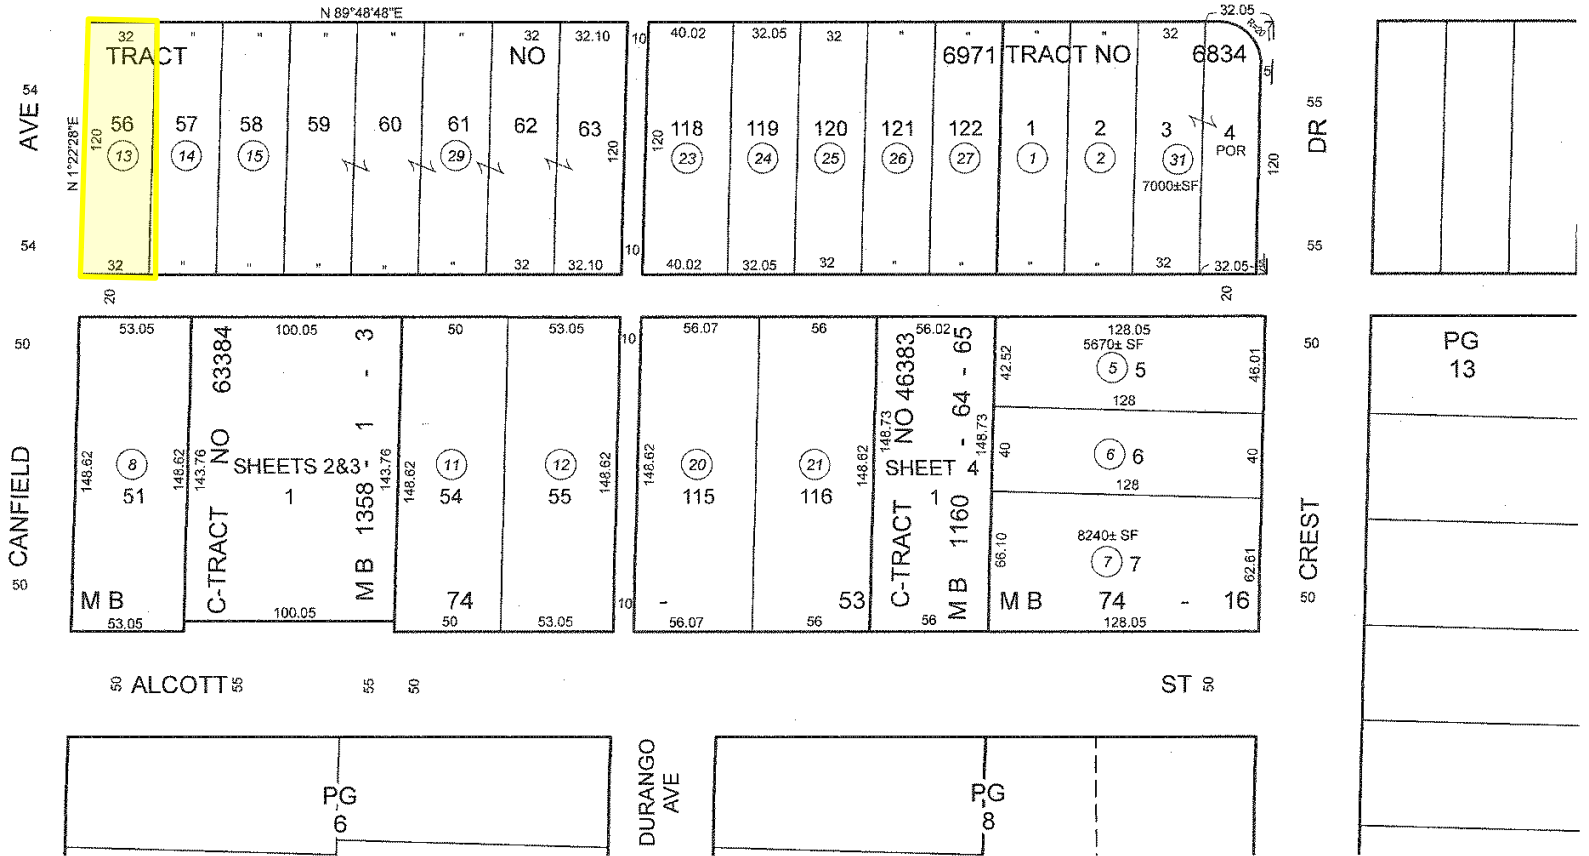 N 89°48'48"E
32 " " " " " 32 32.10 10 40.02 32.05 32 " " " " 32 32.05
TRACT NO 6971 TRACT NO 6834
5
54
AVE
N 1°22'28"E
120
56 57 58 59 60 61 62 63
13 14 15 29
120
120
118 119 120 121 122 1 2 3 4
POR
23 24 25 26 27 1 2 31
7000±SF
120
55
DR
54
55
10
32 " " " " " 32 32.10 40.02 32.05 32 " " " " 32 32.05
20
20
50
53.05 100.05 50 53.05 10 56.07 56 56.02 128.05
5670± SF
5 5
42.52
46.01
128
50
PG
13
C-TRACT NO 63384
M B 1358 - 1 - 3
C-TRACT NO 46383
M B 1160 - 64 - 65
148.62
8
51
148.62
143.76
SHEETS 2&3
1
143.76
148.62
11
54
12
55
148.62
148.62
20
115
21
116
148.62
148.73
SHEET 4
1
148.73
40
6 6
40
128
8240± SF
66.10
7 7
62.61
CANFIELD
CREST
50
50
M B 74 10 - 53 M B 74 - 16
53.05 100.05 50 53.05 56.07 56 56 128.05
50 ALCOTT 55 55 50 ST 50
PG
6
DURANGO
AVE
PG
8